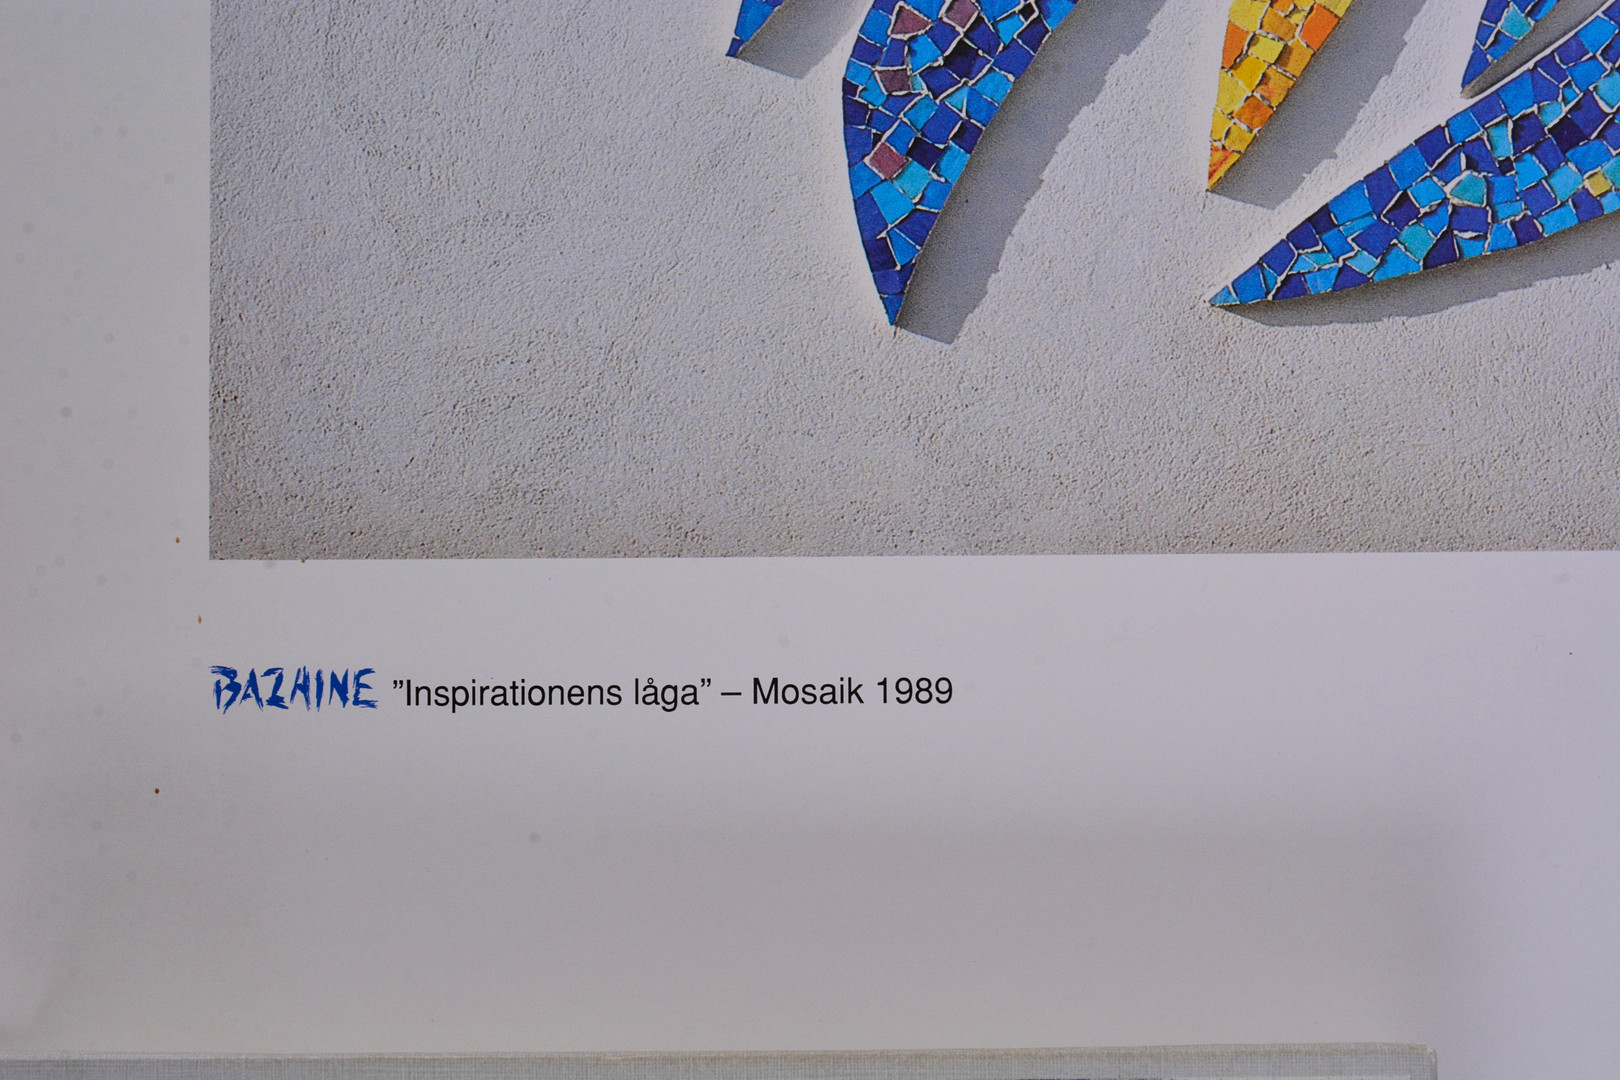 BAZAINE ”Inspirationens låga” – Mosaik 1989